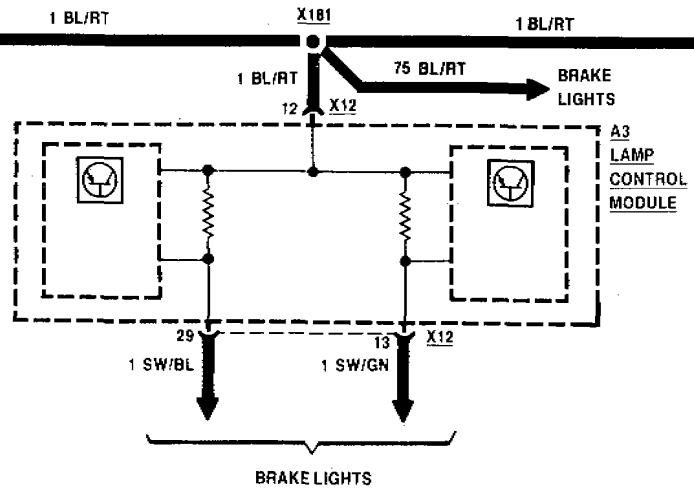 X181
1 BL/RT
1 BL/RT
1 BL/RT
75 BL/RT
BRAKE
LIGHTS
12
X12
A3
LAMP
CONTROL
MODULE
29
13
X12
1 SW/BL
1 SW/GN
BRAKE LIGHTS